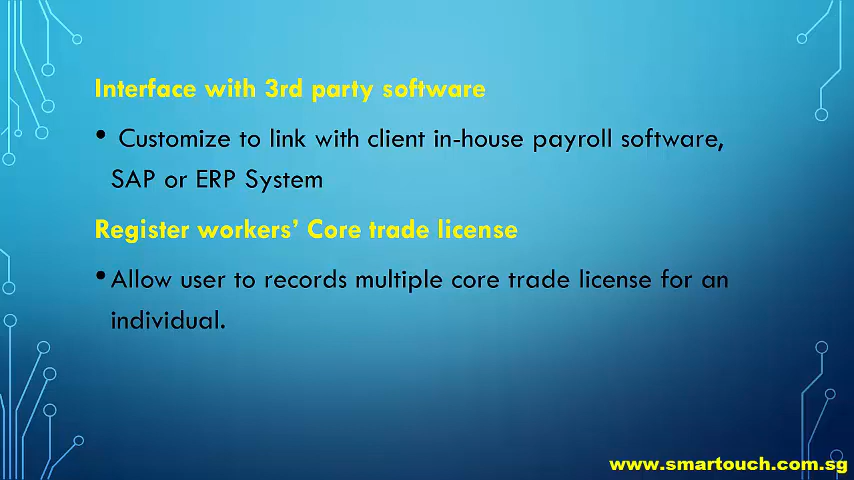 Interface with 3rd party software
• Customize to link with client in-house payroll software,
SAP or ERP System
Register workers’ Core trade license
•Allow user to records multiple core trade license for an
individual.
www.smartouch.com.sg